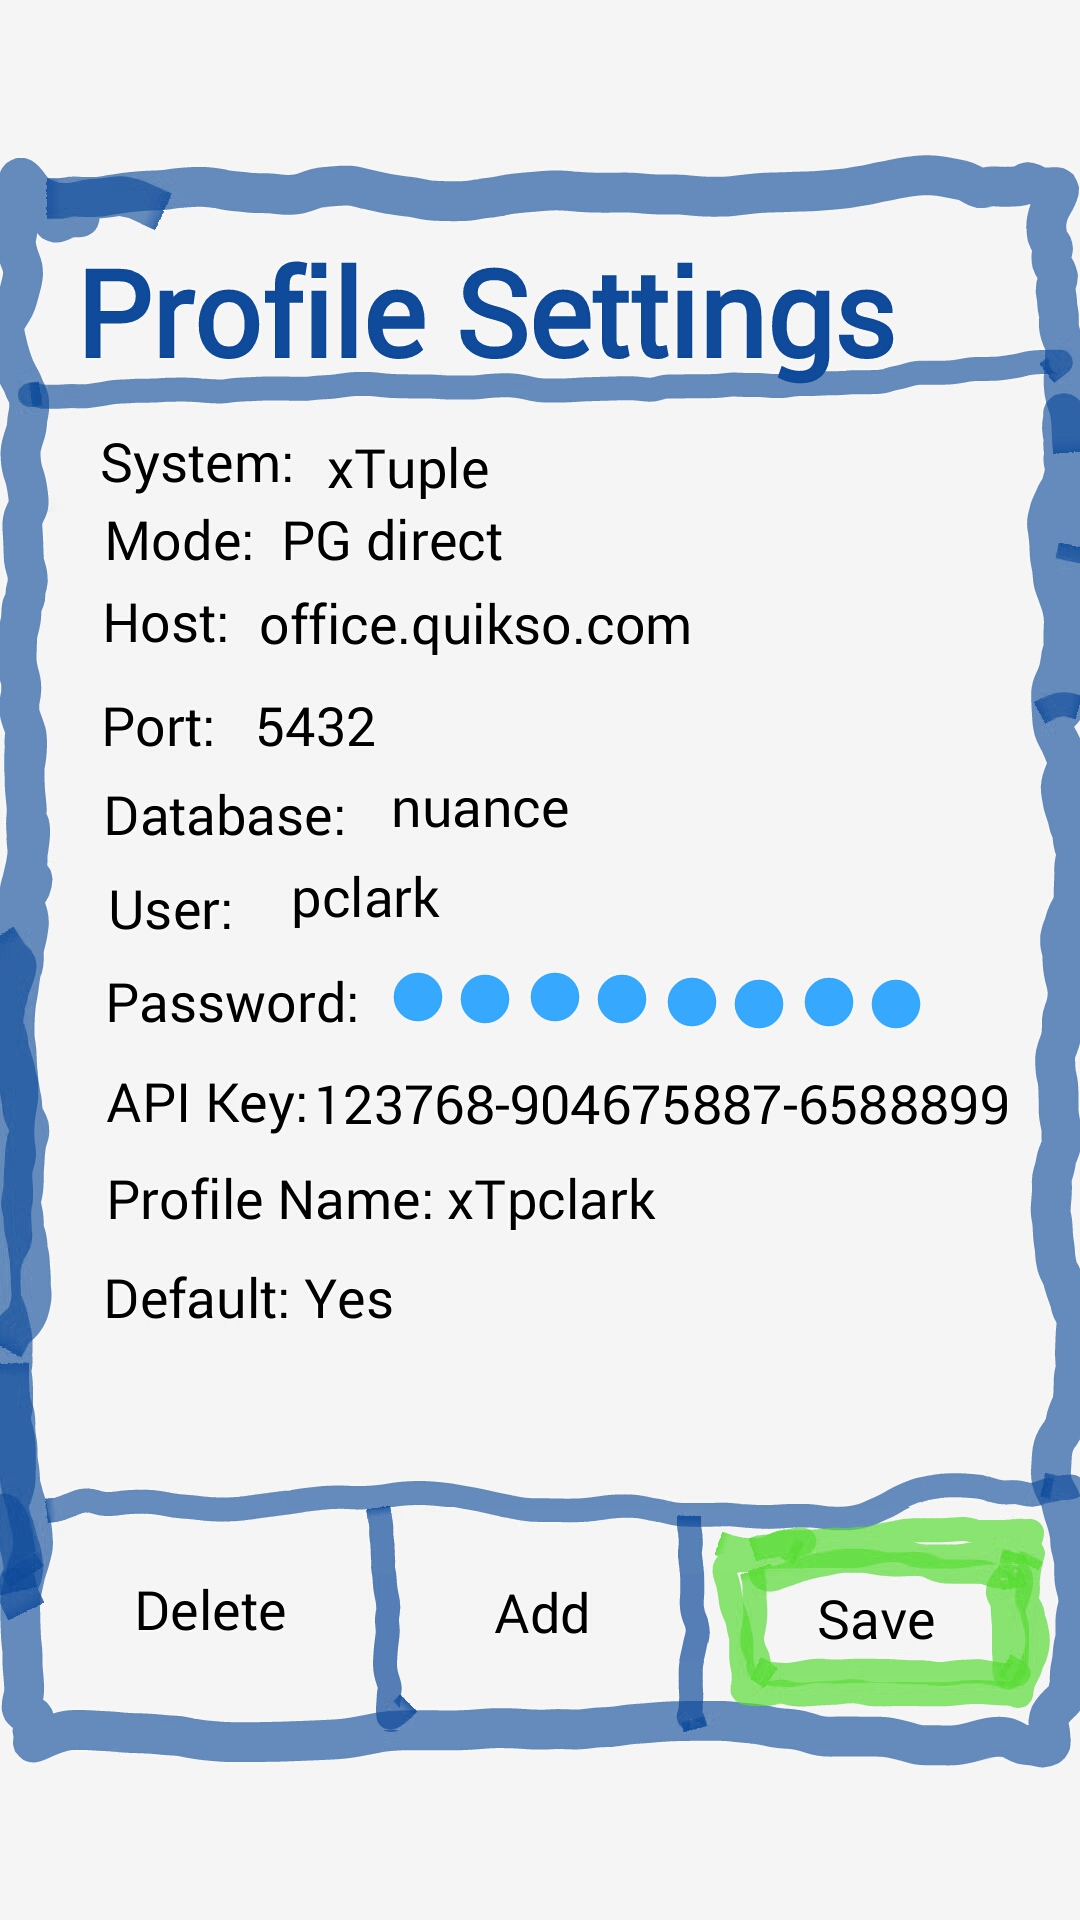 Profile Settings
System: xTuple
Mode: PG direct
Host: office.quikso.com
Port: 5432
Database: nuance
User: pclark
Password:
API Key: 123768-904675887-6588899
Profile Name: xTpclark
Default: Yes
Delete Add Save